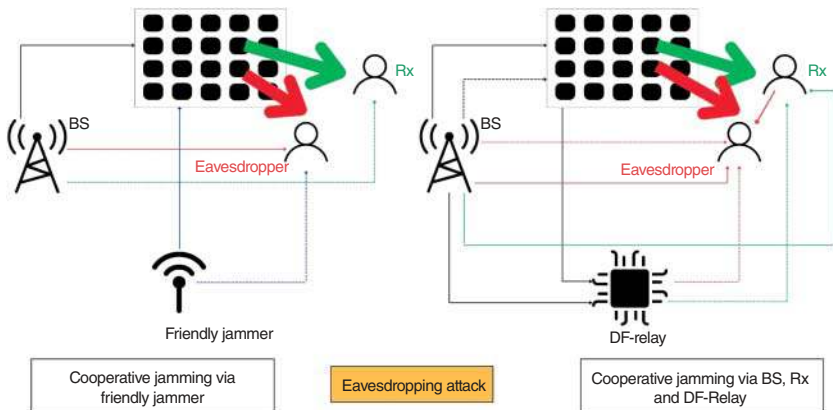 Rx
BS
Eavesdropper
Friendly jammer
Cooperative jamming via
friendly jammer
Eavesdropping attack
Rx
BS
Eavesdropper
DF-relay
Cooperative jamming via BS, Rx
and DF-Relay